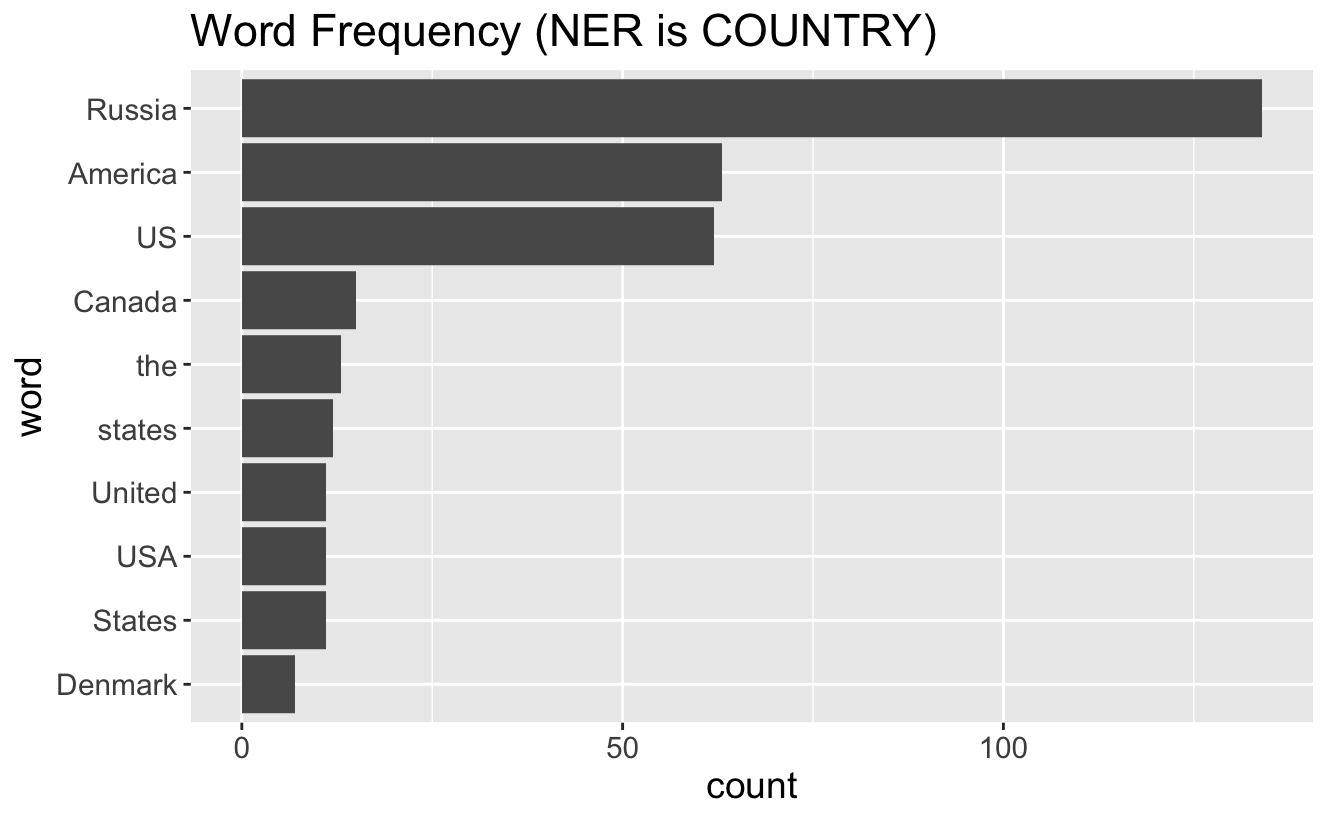 Word Frequency (NER is COUNTRY)
Russia
America
US
Canada
the
states
United
USA
States
Denmark
word
0 50 100
count